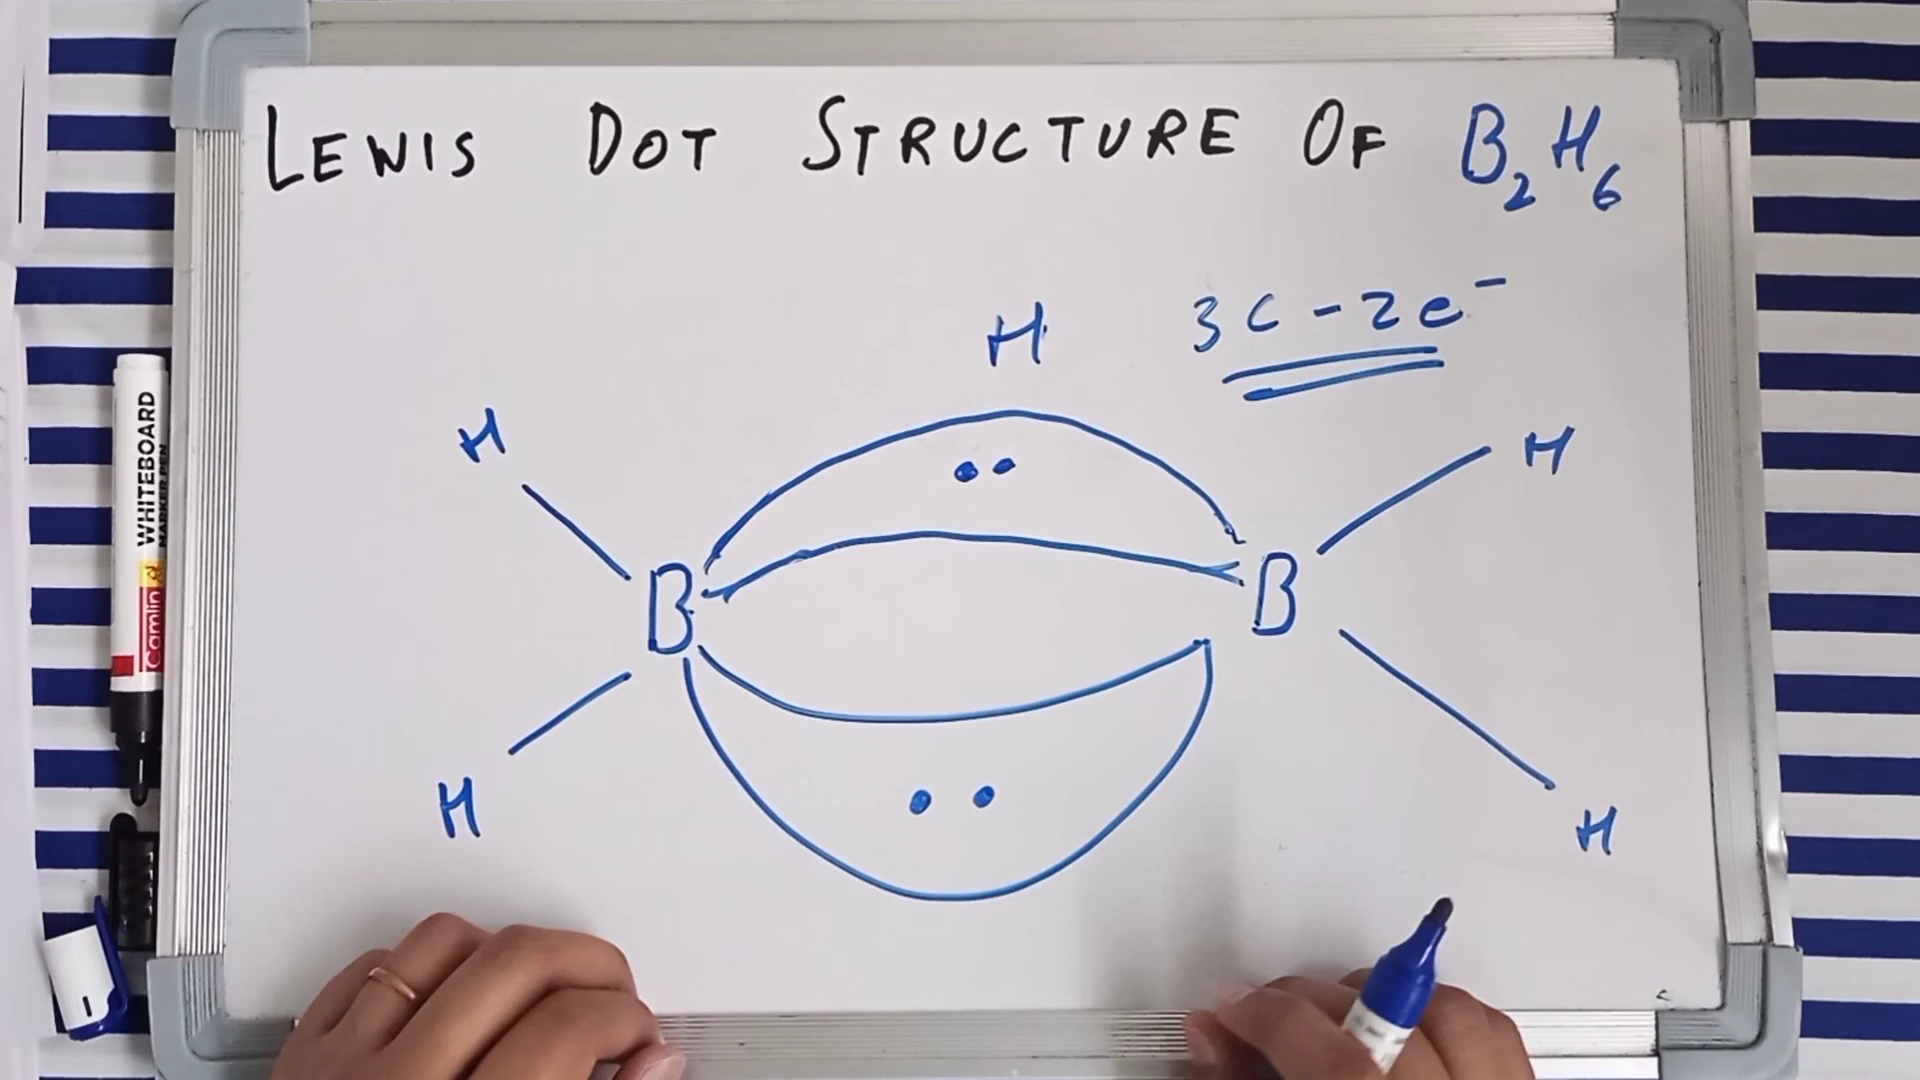 LEWIS DOT STRUCTURE OF B2H6
3C-2e⁻
H
H
H
B
B
H
H
WHITEBOARD
MARKER PEN
Camlin